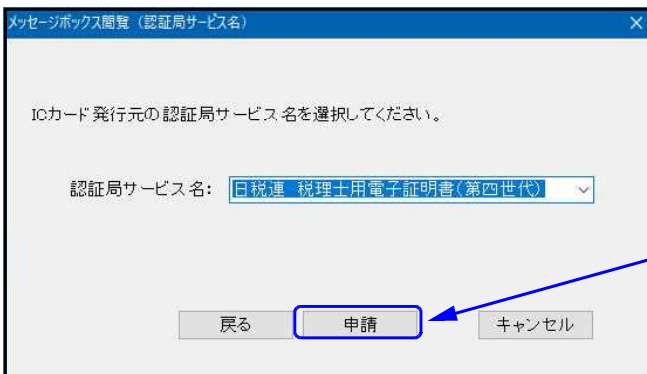 メッセージボックス閲覧（認証局サービス名）
ICカード発行元の認証局サービス名を選択してください。
認証局サービス名： 日税連 税理士用電子証明書(第四世代)
戻る 申請 キャンセル